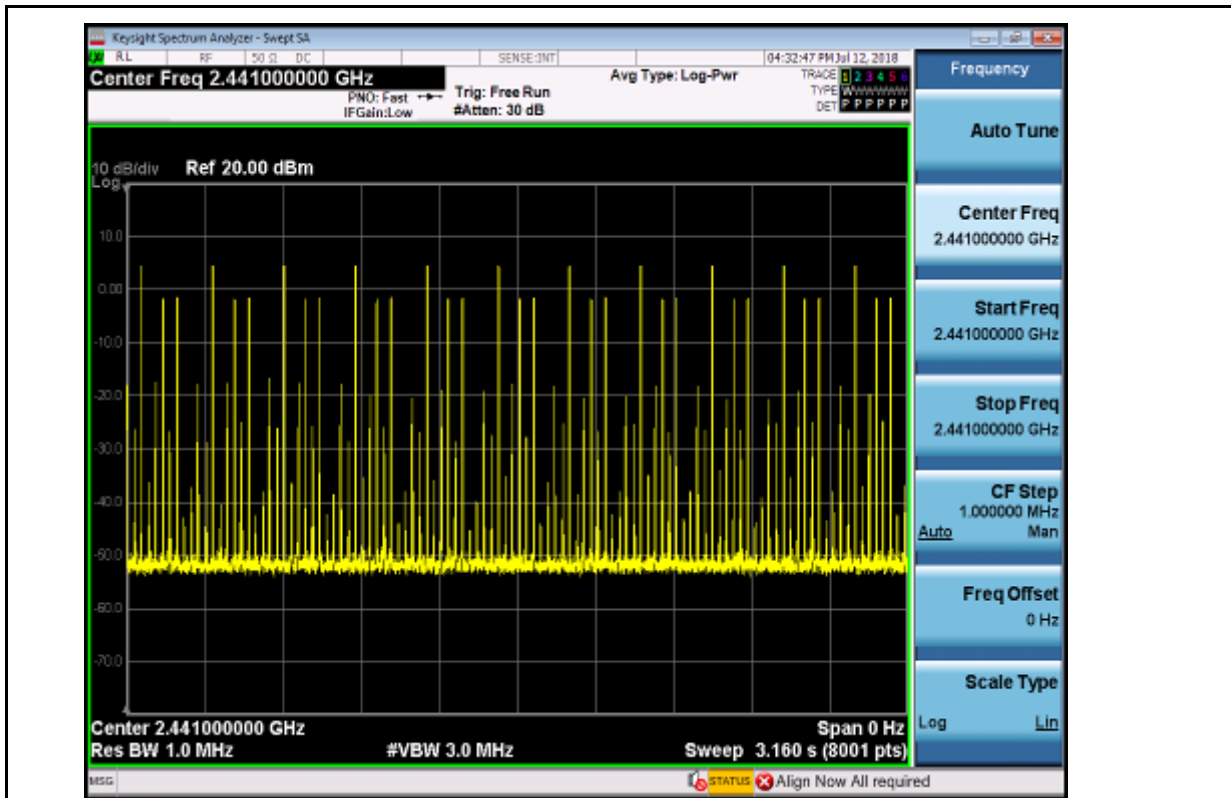 Keysight Spectrum Analyzer - Swept SA
RL RF 50 Ω DC SENSE:INT 04:32:47 PM Jul 12, 2018
Center Freq 2.441000000 GHz
Avg Type: Log-Pwr
TRACE 1 2 3 4 5 6
PNO: Fast Trig: Free Run
TYPE W
IFGain:Low #Atten: 30 dB
DET P P P P P P
10 dB/div Ref 20.00 dBm
Log
10.0
0.00
-10.0
-20.0
-30.0
-40.0
-50.0
-60.0
-70.0
Center 2.441000000 GHz Span 0 Hz
Res BW 1.0 MHz #VBW 3.0 MHz Sweep 3.160 s (8001 pts)
MSG STATUS Align Now All required
Frequency
Auto Tune
Center Freq
2.441000000 GHz
Start Freq
2.441000000 GHz
Stop Freq
2.441000000 GHz
CF Step
1.000000 MHz
Auto Man
Freq Offset
0 Hz
Scale Type
Log Lin